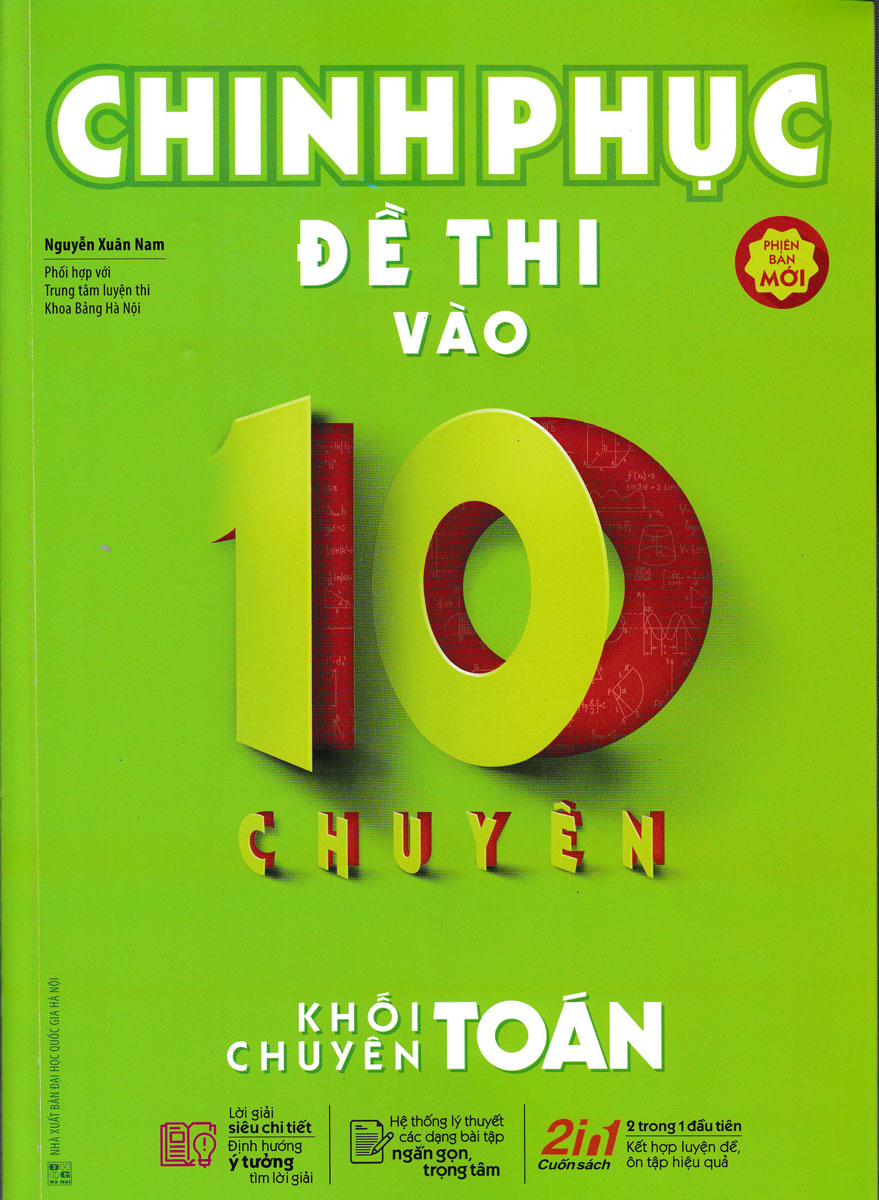 CHINH PHỤC
ĐỀ THI
VÀO
Nguyễn Xuân Nam
Phối hợp với
Trung tâm luyện thi
Khoa Bảng Hà Nội
PHIÊN
BẢN
MỚI
10
CHUYÊN
KHỐI
CHUYÊN
TOÁN
NHÀ XUẤT BẢN ĐẠI HỌC QUỐC GIA HÀ NỘI
Lời giải
siêu chi tiết
Định hướng
ý tưởng
tìm lời giải
Hệ thống lý thuyết
các dạng bài tập
ngắn gọn,
trọng tâm
2in1
Cuốn sách
2 trong 1 đầu tiên
Kết hợp luyện đề,
ôn tập hiệu quả